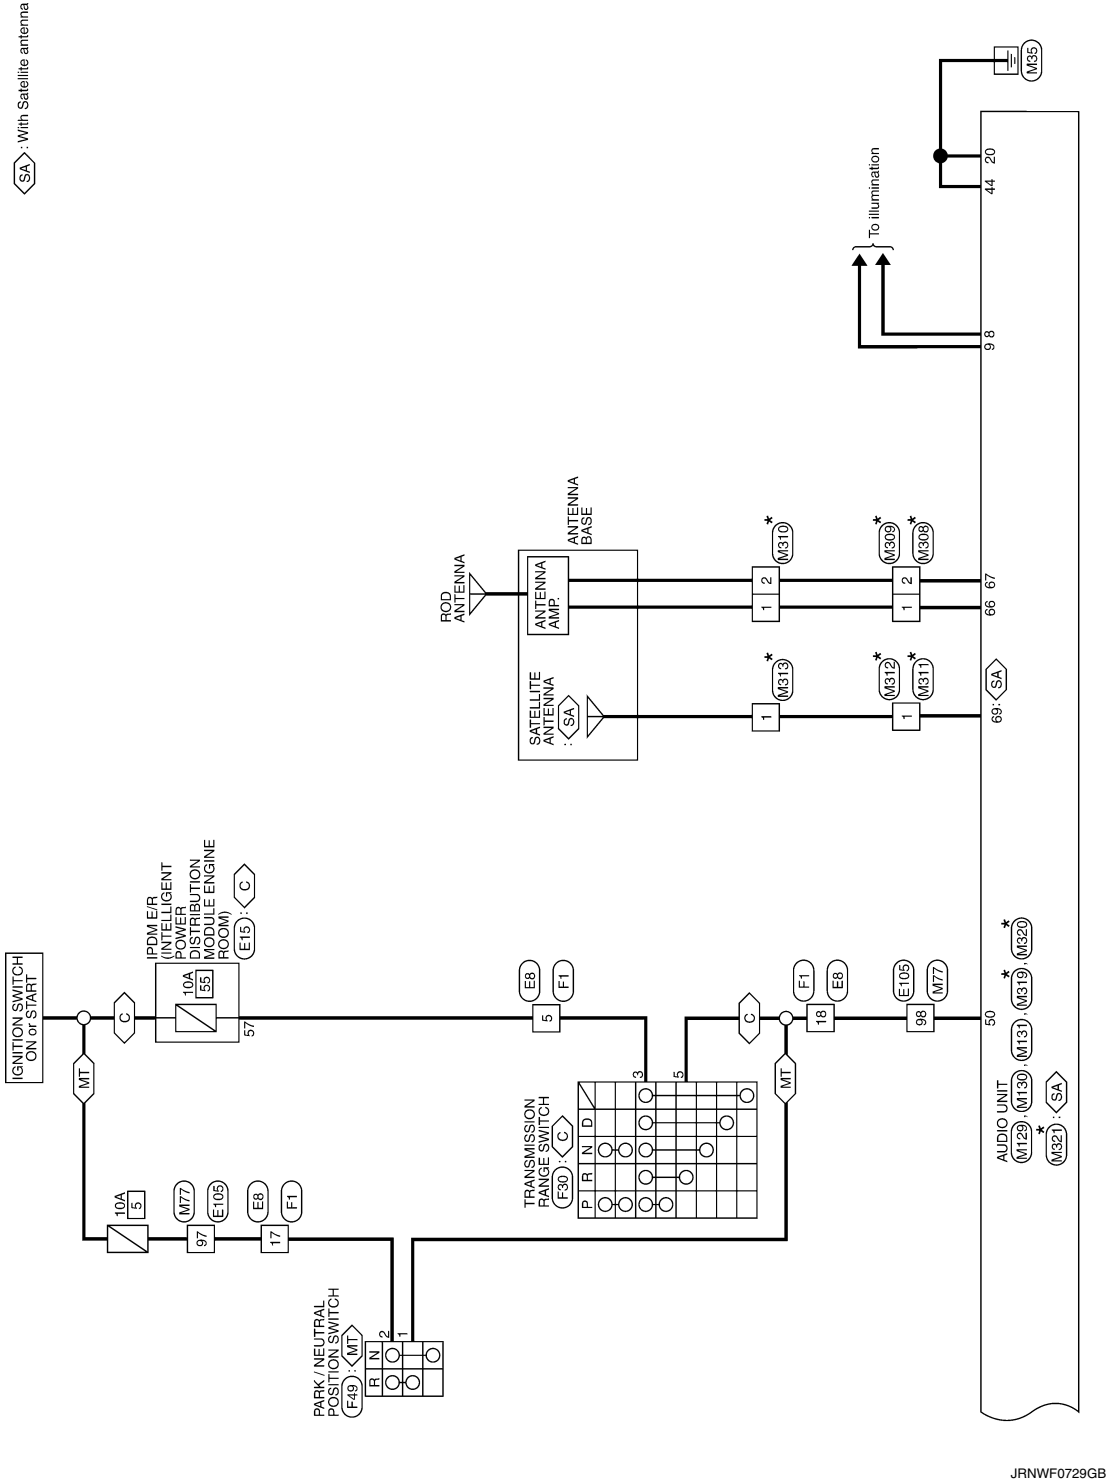 SA : With Satellite antenna
IGNITION SWITCH
ON or START
MT
C
10A
55
IPDM E/R
(INTELLIGENT
POWER
DISTRIBUTION
MODULE ENGINE
ROOM)
E15 : C
57
10A
5
M77
97
E105
E8
17
F1
PARK / NEUTRAL
POSITION SWITCH
F49 : MT
R N
2
1
E8
5
F1
TRANSMISSION
RANGE SWITCH
F30 : C
P R N D
3
5
C
MT
F1
18
E8
E105
98
M77
50
ROD
ANTENNA
ANTENNA
BASE
ANTENNA
AMP.
SATELLITE
ANTENNA
: SA
M313 *
1
M310 *
1 2
M312 *
1
M311 *
M309 *
1 2
M308 *
69: SA
66
67
To illumination
9 8
44
20
M35
AUDIO UNIT
M129 , M130 , M131 , M319 * , M320 *
M321 * : SA
JRNWF0729GB